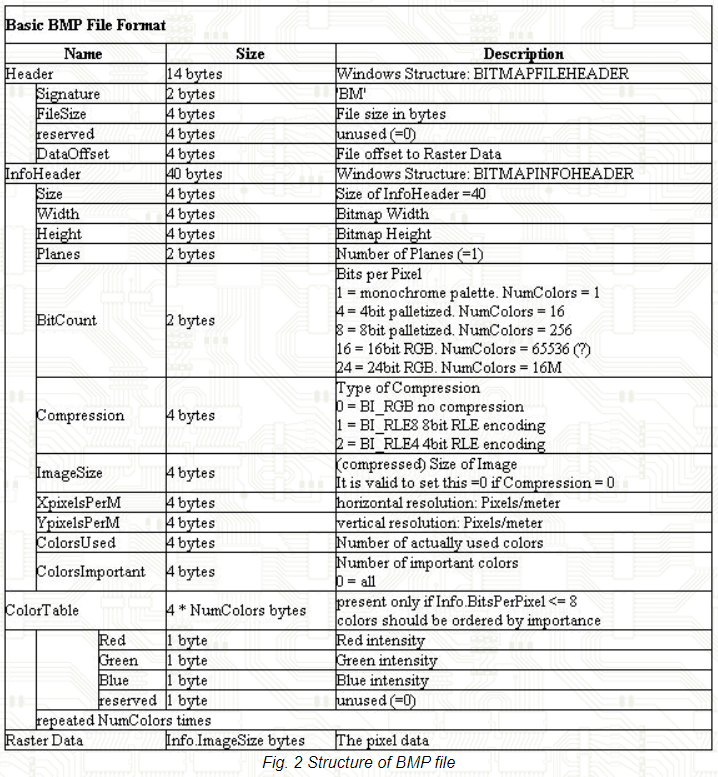 Basic BMP File Format
Name Size Description
Header 14 bytes Windows Structure: BITMAPFILEHEADER
Signature 2 bytes 'BM'
FileSize 4 bytes File size in bytes
reserved 4 bytes unused (=0)
DataOffset 4 bytes File offset to Raster Data
InfoHeader 40 bytes Windows Structure: BITMAPINFOHEADER
Size 4 bytes Size of InfoHeader =40
Width 4 bytes Bitmap Width
Height 4 bytes Bitmap Height
Planes 2 bytes Number of Planes (=1)
BitCount 2 bytes Bits per Pixel
1 = monochrome palette. NumColors = 1
4 = 4bit palletized. NumColors = 16
8 = 8bit palletized. NumColors = 256
16 = 16bit RGB. NumColors = 65536 (?)
24 = 24bit RGB. NumColors = 16M
Compression 4 bytes Type of Compression
0 = BI_RGB no compression
1 = BI_RLE8 8bit RLE encoding
2 = BI_RLE4 4bit RLE encoding
ImageSize 4 bytes (compressed) Size of Image
It is valid to set this =0 if Compression = 0
XpixelsPerM 4 bytes horizontal resolution: Pixels/meter
YpixelsPerM 4 bytes vertical resolution: Pixels/meter
ColorsUsed 4 bytes Number of actually used colors
ColorsImportant 4 bytes Number of important colors
0 = all
ColorTable 4 * NumColors bytes present only if Info.BitsPerPixel <= 8
colors should be ordered by importance
Red 1 byte Red intensity
Green 1 byte Green intensity
Blue 1 byte Blue intensity
reserved 1 byte unused (=0)
repeated NumColors times
Raster Data Info.ImageSize bytes The pixel data
Fig. 2 Structure of BMP file